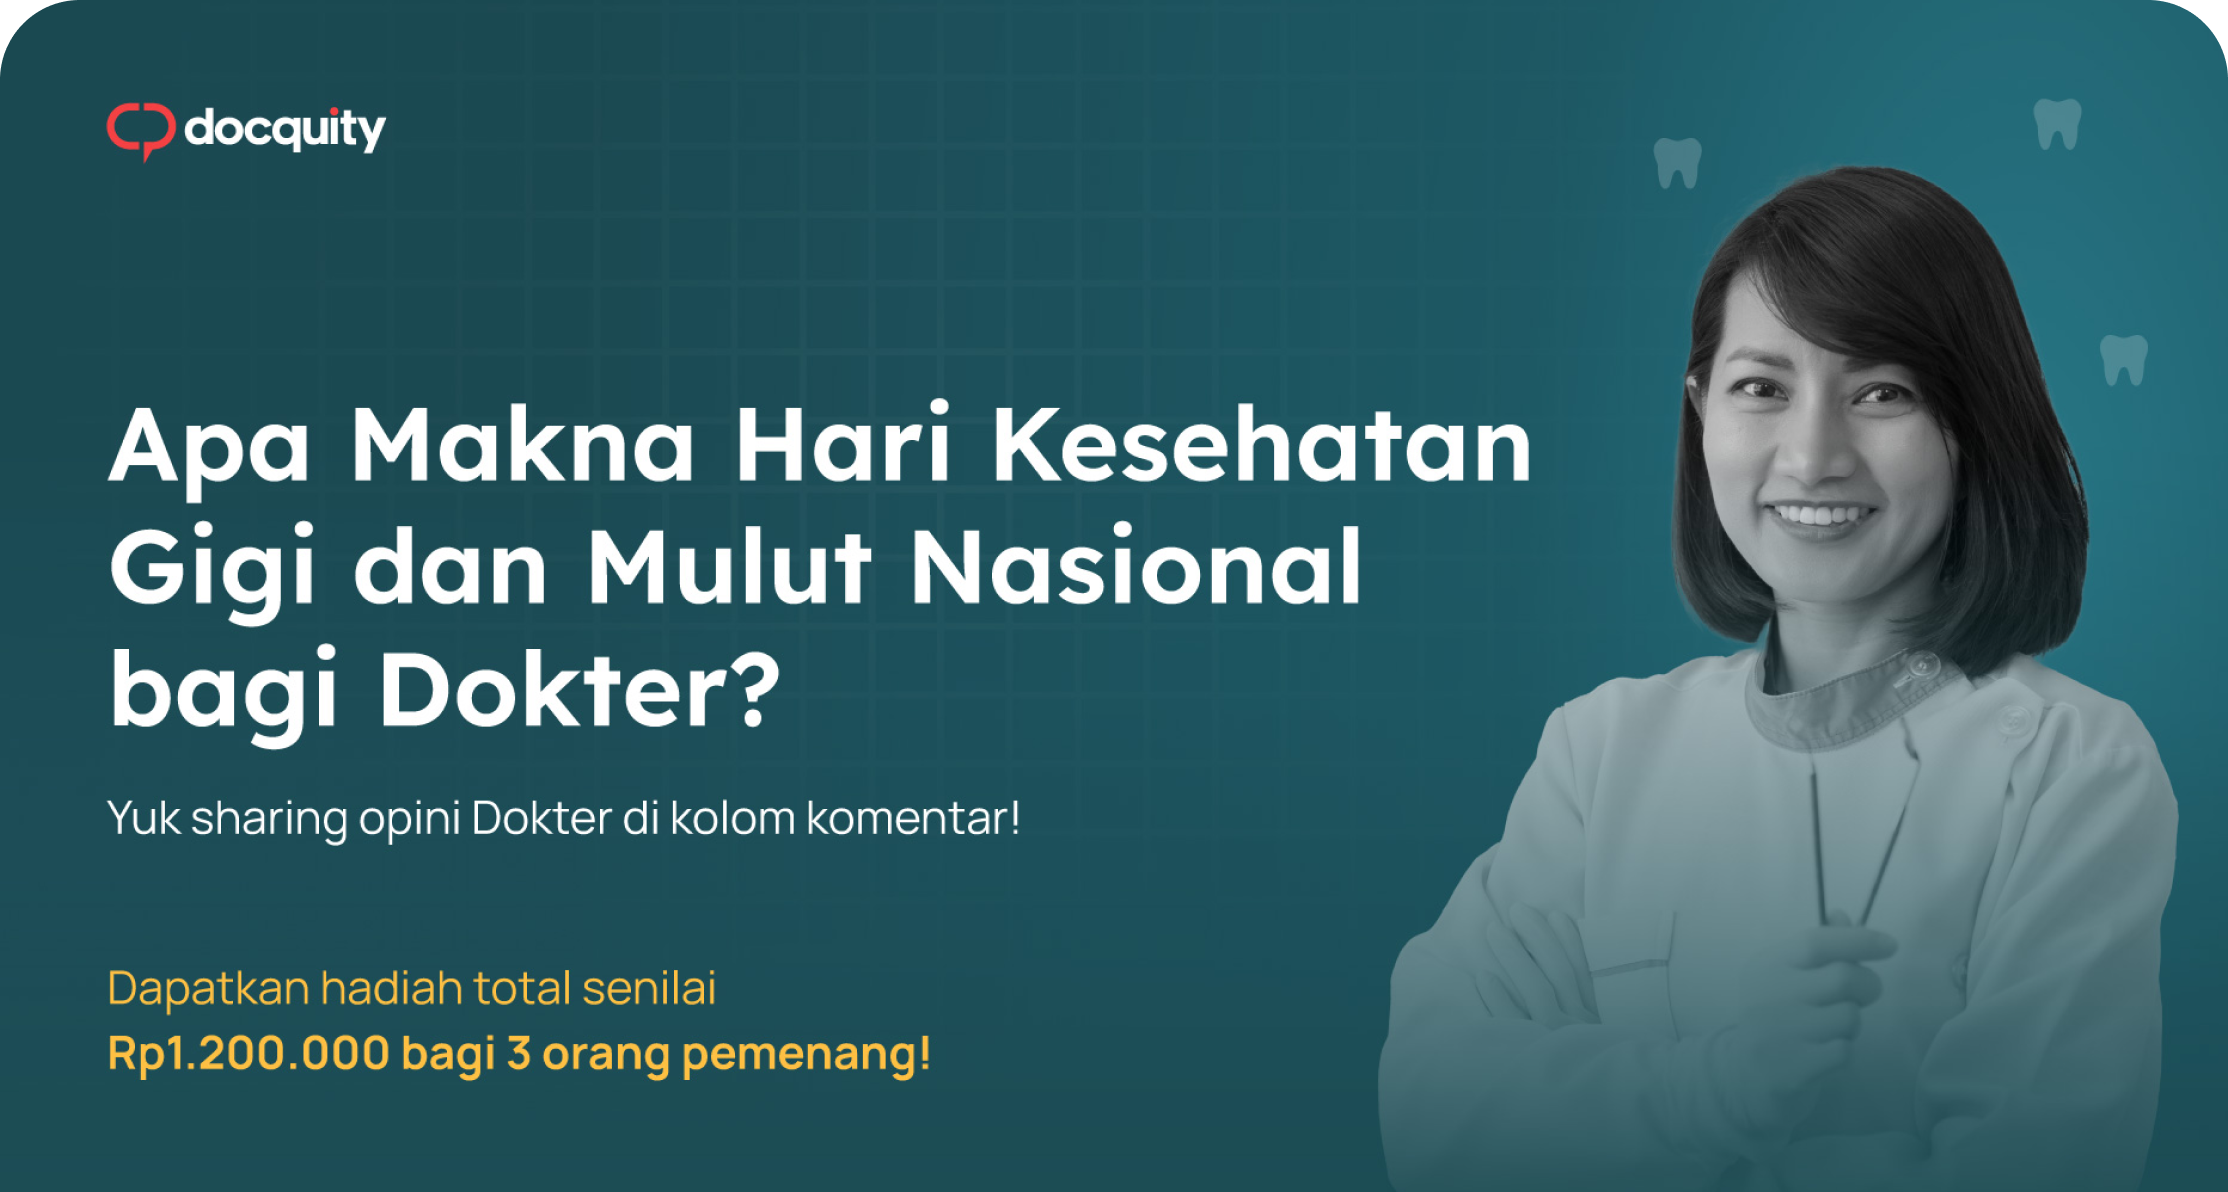 docquity
Apa Makna Hari Kesehatan
Gigi dan Mulut Nasional
bagi Dokter?
Yuk sharing opini Dokter di kolom komentar!
Dapatkan hadiah total senilai
Rp1.200.000 bagi 3 orang pemenang!